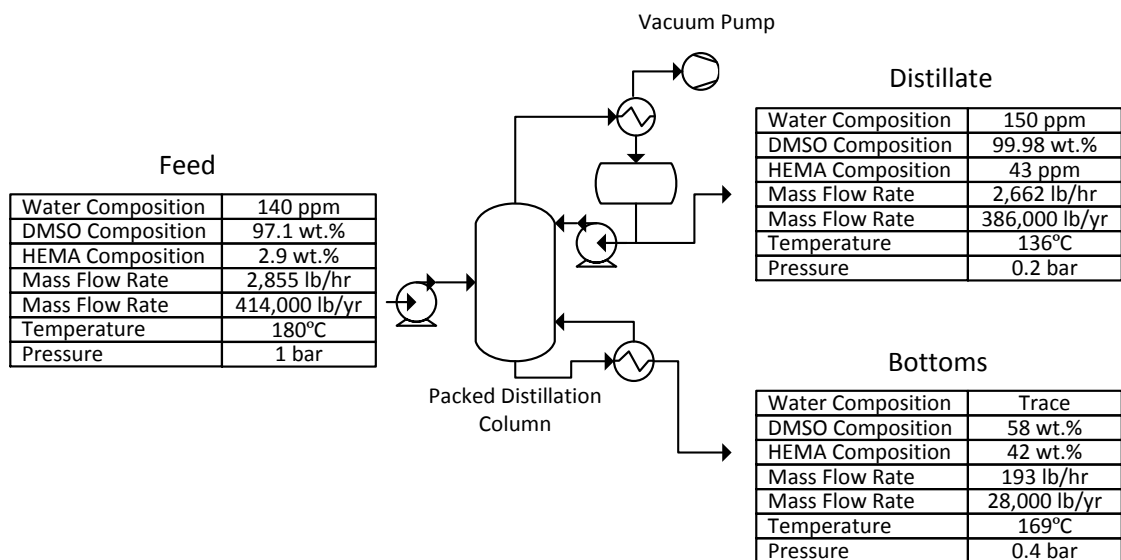 Vacuum Pump
Distillate
Water Composition 150 ppm
DMSO Composition 99.98 wt.%
HEMA Composition 43 ppm
Mass Flow Rate 2,662 lb/hr
Mass Flow Rate 386,000 lb/yr
Temperature 136°C
Pressure 0.2 bar
Feed
Water Composition 140 ppm
DMSO Composition 97.1 wt.%
HEMA Composition 2.9 wt.%
Mass Flow Rate 2,855 lb/hr
Mass Flow Rate 414,000 lb/yr
Temperature 180°C
Pressure 1 bar
Packed Distillation
Column
Bottoms
Water Composition Trace
DMSO Composition 58 wt.%
HEMA Composition 42 wt.%
Mass Flow Rate 193 lb/hr
Mass Flow Rate 28,000 lb/yr
Temperature 169°C
Pressure 0.4 bar